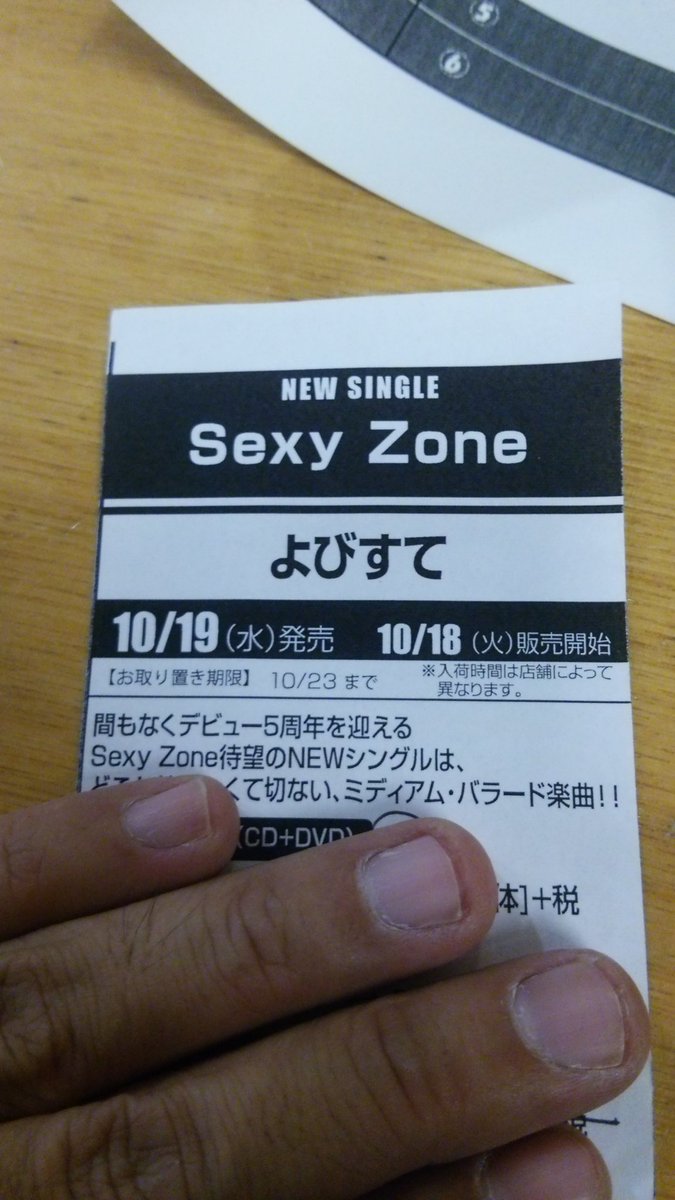 5
6
NEW SINGLE
Sexy Zone
よびすて
10/19(水)発売 10/18(火)販売開始
【お取り置き期限】 10/23 まで
※入荷時間は店舗によって
異なります。
間もなくデビュー5周年を迎える
Sexy Zone待望のNEWシングルは、
くて切ない、ミディアム・バラード楽曲!!
(CD+DVD)
体]+税